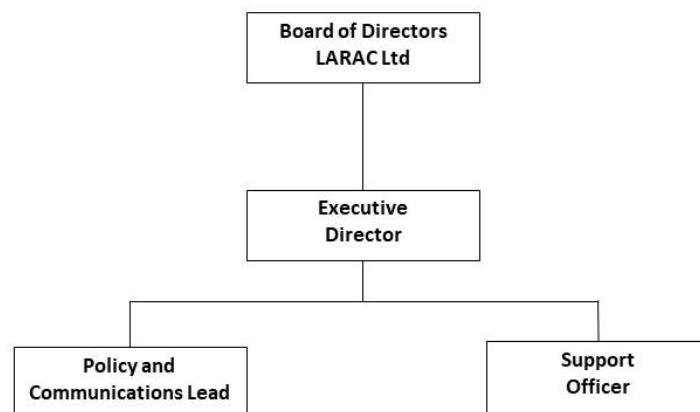 Board of Directors
LARAC Ltd
Executive
Director
Policy and
Communications Lead
Support
Officer